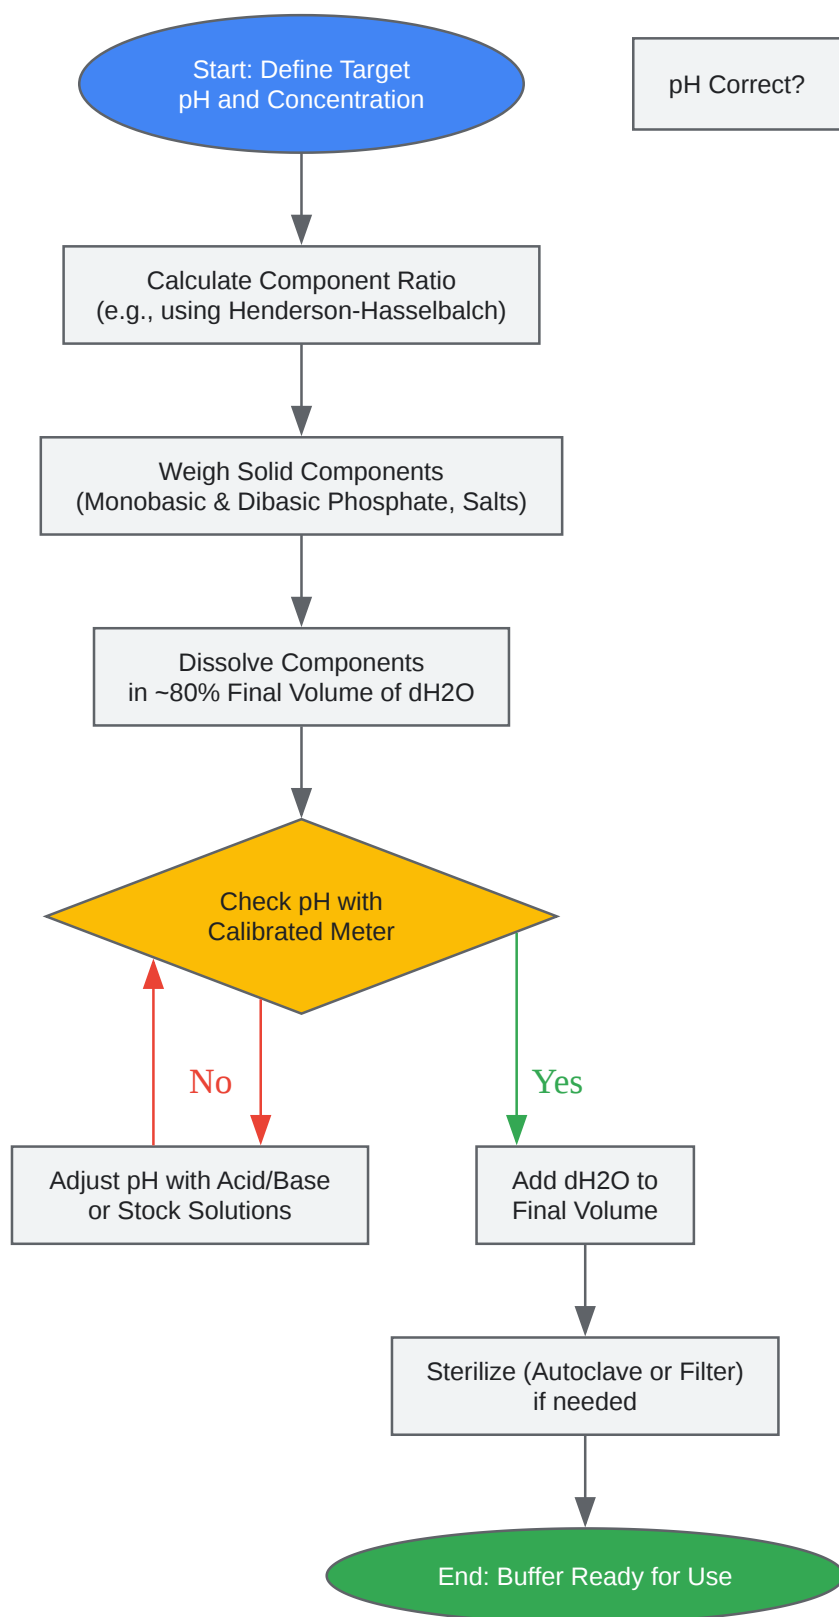 Start: Define Target
pH and Concentration
pH Correct?
Calculate Component Ratio
(e.g., using Henderson-Hasselbalch)
Weigh Solid Components
(Monobasic & Dibasic Phosphate, Salts)
Dissolve Components
in ~80% Final Volume of dH2O
Check pH with
Calibrated Meter
No
Yes
Adjust pH with Acid/Base
or Stock Solutions
Add dH2O to
Final Volume
Sterilize (Autoclave or Filter)
if needed
End: Buffer Ready for Use